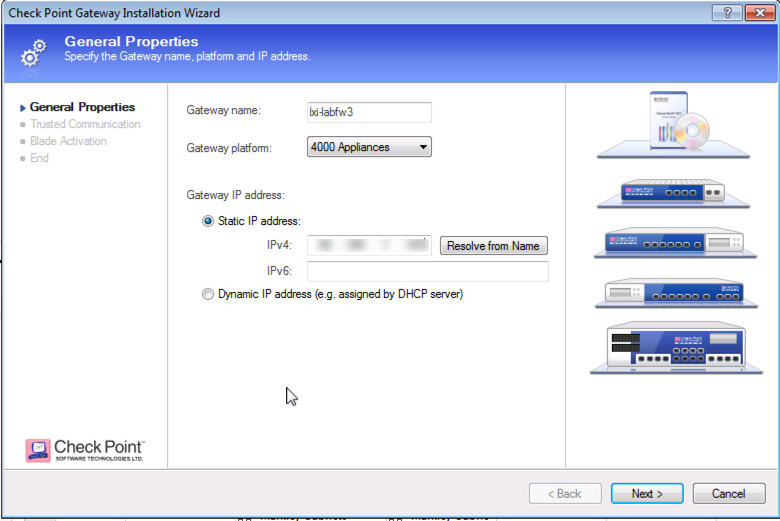 Check Point Gateway Installation Wizard
General Properties
Specify the Gateway name, platform and IP address.
General Properties
Trusted Communication
Blade Activation
End
Gateway name:
lxi-labfw3
Gateway platform:
4000 Appliances
Gateway IP address:
Static IP address:
IPv4:
Resolve from Name
IPv6:
Dynamic IP address (e.g. assigned by DHCP server)
Check Point
SOFTWARE TECHNOLOGIES LTD.
< Back
Next >
Cancel